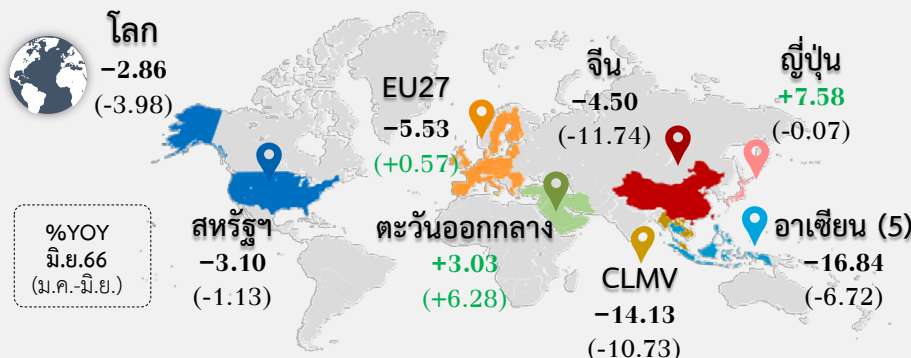 โลก
−2.86
(-3.98)
EU27
−5.53
(+0.57)
จีน
−4.50
(-11.74)
ญี่ปุ่น
+7.58
(-0.07)
%YOY
มิ.ย.66
(ม.ค.-มิ.ย.)
สหรัฐฯ
−3.10
(-1.13)
ตะวันออกกลาง
+3.03
(+6.28)
CLMV
−14.13
(-10.73)
อาเซียน (5)
−16.84
(-6.72)